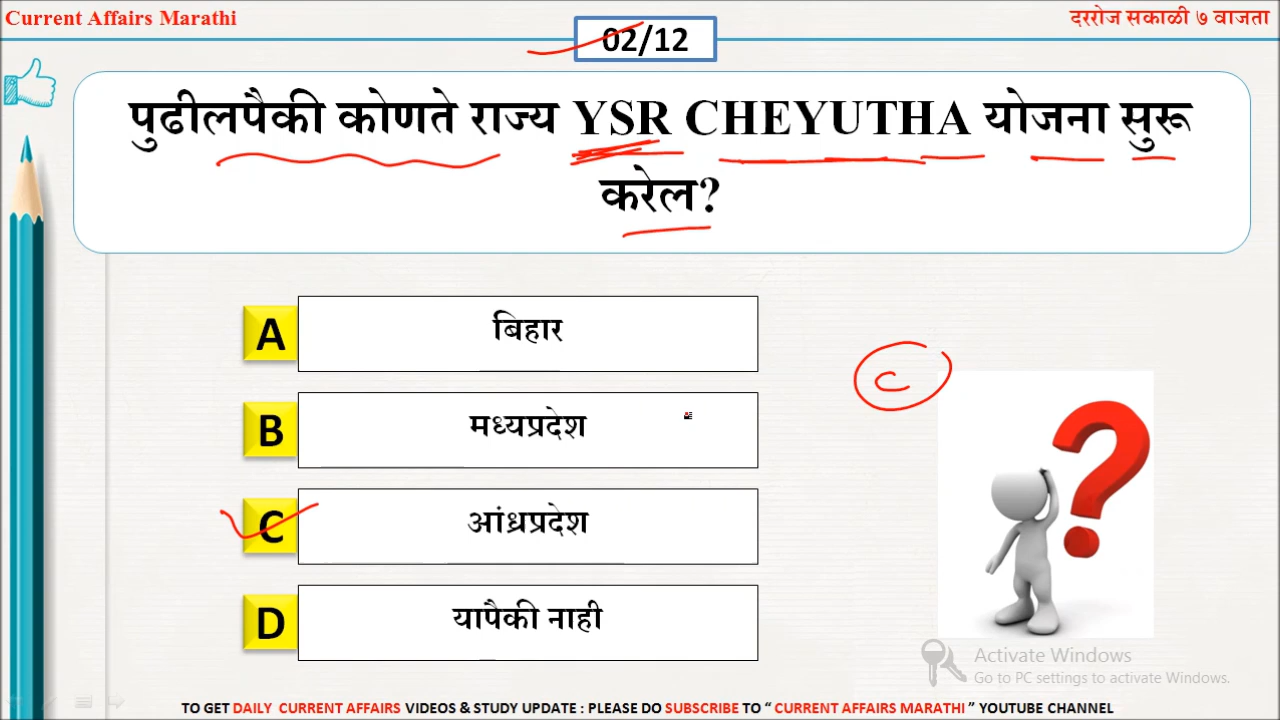 Current Affairs Marathi
दररोज सकाळी ७ वाजता
02/12
पुढीलपैकी कोणते राज्य YSR CHEYUTHA योजना सुरू
करेल?
A बिहार
B मध्यप्रदेश
C
C आंध्रप्रदेश
D यापैकी नाही
Activate Windows
Go to PC settings to activate Windows.
TO GET DAILY CURRENT AFFAIRS VIDEOS & STUDY UPDATE : PLEASE DO SUBSCRIBE TO “ CURRENT AFFAIRS MARATHI ” YOUTUBE CHANNEL